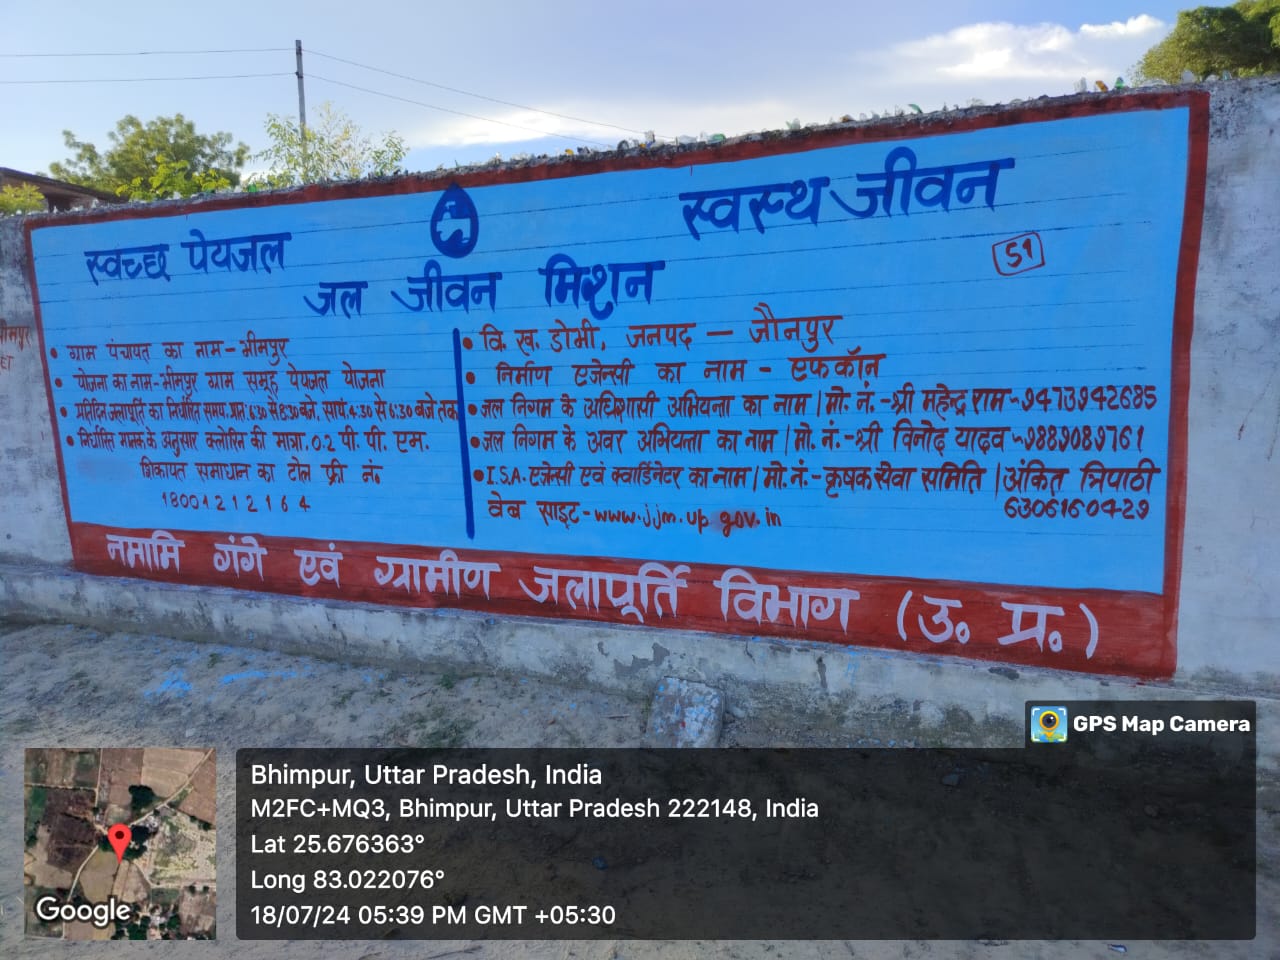 स्वच्छ पेयजल
स्वस्थ जीवन
51
जल जीवन मिशन
• ग्राम पंचायत का नाम - भीमपुर
• योजना का नाम - भीमपुर ग्राम समूह पेयजल योजना
• प्रतिदिन जलापूर्ति का निर्धारित समय. प्रातः 6:30 से 8:30 बजे, सायं 4:30 से 6:30 बजे तक
• निर्धारित मानक के अनुसार क्लोरिन की मात्रा. 0.2 पी. पी. एम.
शिकायत समाधान का टोल फ्री नं.
18001212164
• वि. ख. डोभी, जनपद — जौनपुर
• निर्माण एजेन्सी का नाम - एफकॉन
• जल निगम के अधिशासी अभियन्ता का नाम | मो. नं. - श्री महेन्द्र राम - 9473942685
• जल निगम के अवर अभियन्ता का नाम | मो. नं. - श्री विनोद यादव - 9889089761
• I.S.A. एजेन्सी एवं क्वार्डिनेटर का नाम | मो. नं. - कृषक सेवा समिति | अंकित त्रिपाठी
6306160429
वेब साइट - www.jjm.up gov.in
नमामि गंगे एवं ग्रामीण जलापूर्ति विभाग (उ. प्र.)
GPS Map Camera
Bhimpur, Uttar Pradesh, India
M2FC+MQ3, Bhimpur, Uttar Pradesh 222148, India
Lat 25.676363°
Long 83.022076°
18/07/24 05:39 PM GMT +05:30
Google